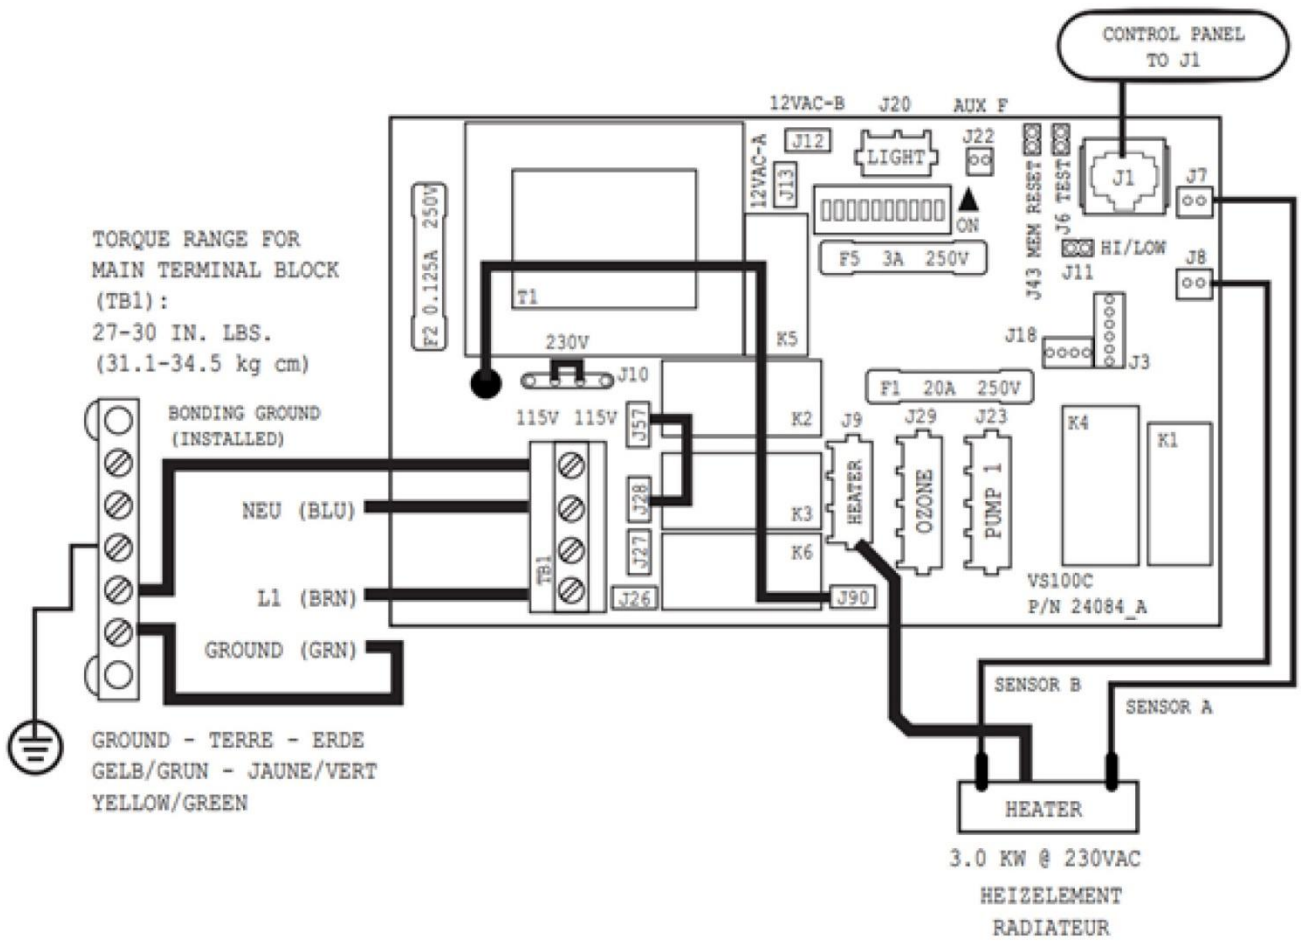 CONTROL PANEL
TO J1
12VAC-B
J20
AUX F
J12
LIGHT
J22
12VAC-A
J13
J43 MEM RESET
J6 TEST
J1
J7
ON
HI/LOW
J11
J8
F2 0.125A 250V
F5 3A 250V
T1
K5
J18
J3
TORQUE RANGE FOR
MAIN TERMINAL BLOCK
(TB1):
27-30 IN. LBS.
(31.1-34.5 kg cm)
230V
J10
F1 20A 250V
BONDING GROUND
(INSTALLED)
115V 115V
J57
K2
J9
J29
J23
K4
K1
HEATER
OZONE
PUMP 1
NEU (BLU)
J28
K3
J27
K6
TB1
L1 (BRN)
J26
J90
VS100C
P/N 24084_A
GROUND (GRN)
SENSOR B
SENSOR A
GROUND - TERRE - ERDE
GELB/GRUN - JAUNE/VERT
YELLOW/GREEN
HEATER
3.0 KW @ 230VAC
HEIZELEMENT
RADIATEUR